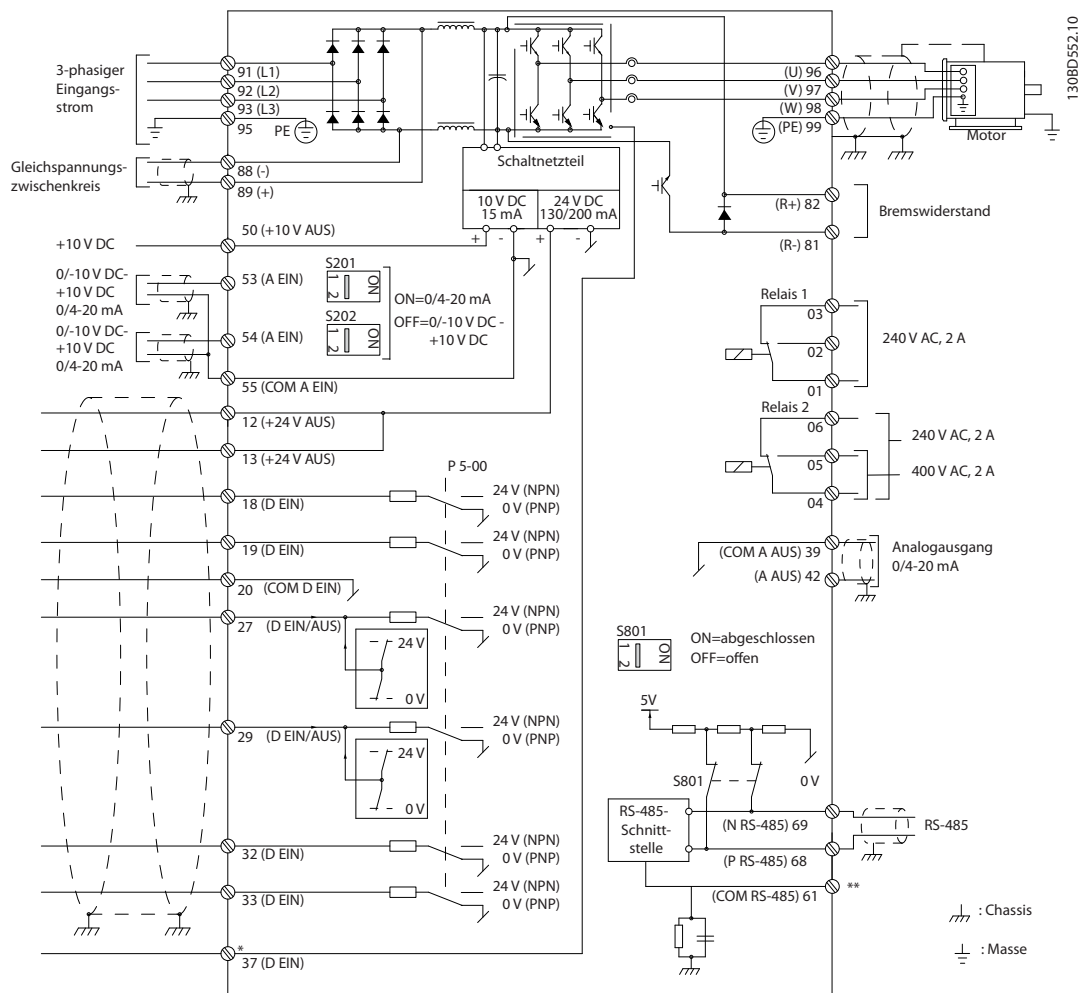 130BD552.10
3-phasiger
Eingangs-
strom
91 (L1)
92 (L2)
93 (L3)
95
PE
(U) 96
(V) 97
(W) 98
(PE) 99
Motor
Gleichspannungs-
zwischenkreis
88 (-)
89 (+)
Schaltnetzteil
10 V DC
15 mA
24 V DC
130/200 mA
+
-
+
-
(R+) 82
(R-) 81
Bremswiderstand
+10 V DC
50 (+10 V AUS)
0/-10 V DC-
+10 V DC
0/4-20 mA
0/-10 V DC-
+10 V DC
0/4-20 mA
53 (A EIN)
54 (A EIN)
55 (COM A EIN)
S201
1 2
ON
S202
1 2
ON
ON=0/4-20 mA
OFF=0/-10 V DC -
+10 V DC
Relais 1
03
02
01
240 V AC, 2 A
Relais 2
06
05
04
240 V AC, 2 A
400 V AC, 2 A
12 (+24 V AUS)
13 (+24 V AUS)
P 5-00
18 (D EIN)
24 V (NPN)
0 V (PNP)
19 (D EIN)
24 V (NPN)
0 V (PNP)
20 (COM D EIN)
27 (D EIN/AUS)
24 V (NPN)
0 V (PNP)
24 V
0 V
29 (D EIN/AUS)
24 V (NPN)
0 V (PNP)
24 V
0 V
32 (D EIN)
24 V (NPN)
0 V (PNP)
33 (D EIN)
24 V (NPN)
0 V (PNP)
*
37 (D EIN)
(COM A AUS) 39
(A AUS) 42
Analogausgang
0/4-20 mA
S801
1 2
ON
ON=abgeschlossen
OFF=offen
5V
S801
0 V
RS-485-
Schnitt-
stelle
(N RS-485) 69
(P RS-485) 68
(COM RS-485) 61
RS-485
**
: Chassis
: Masse